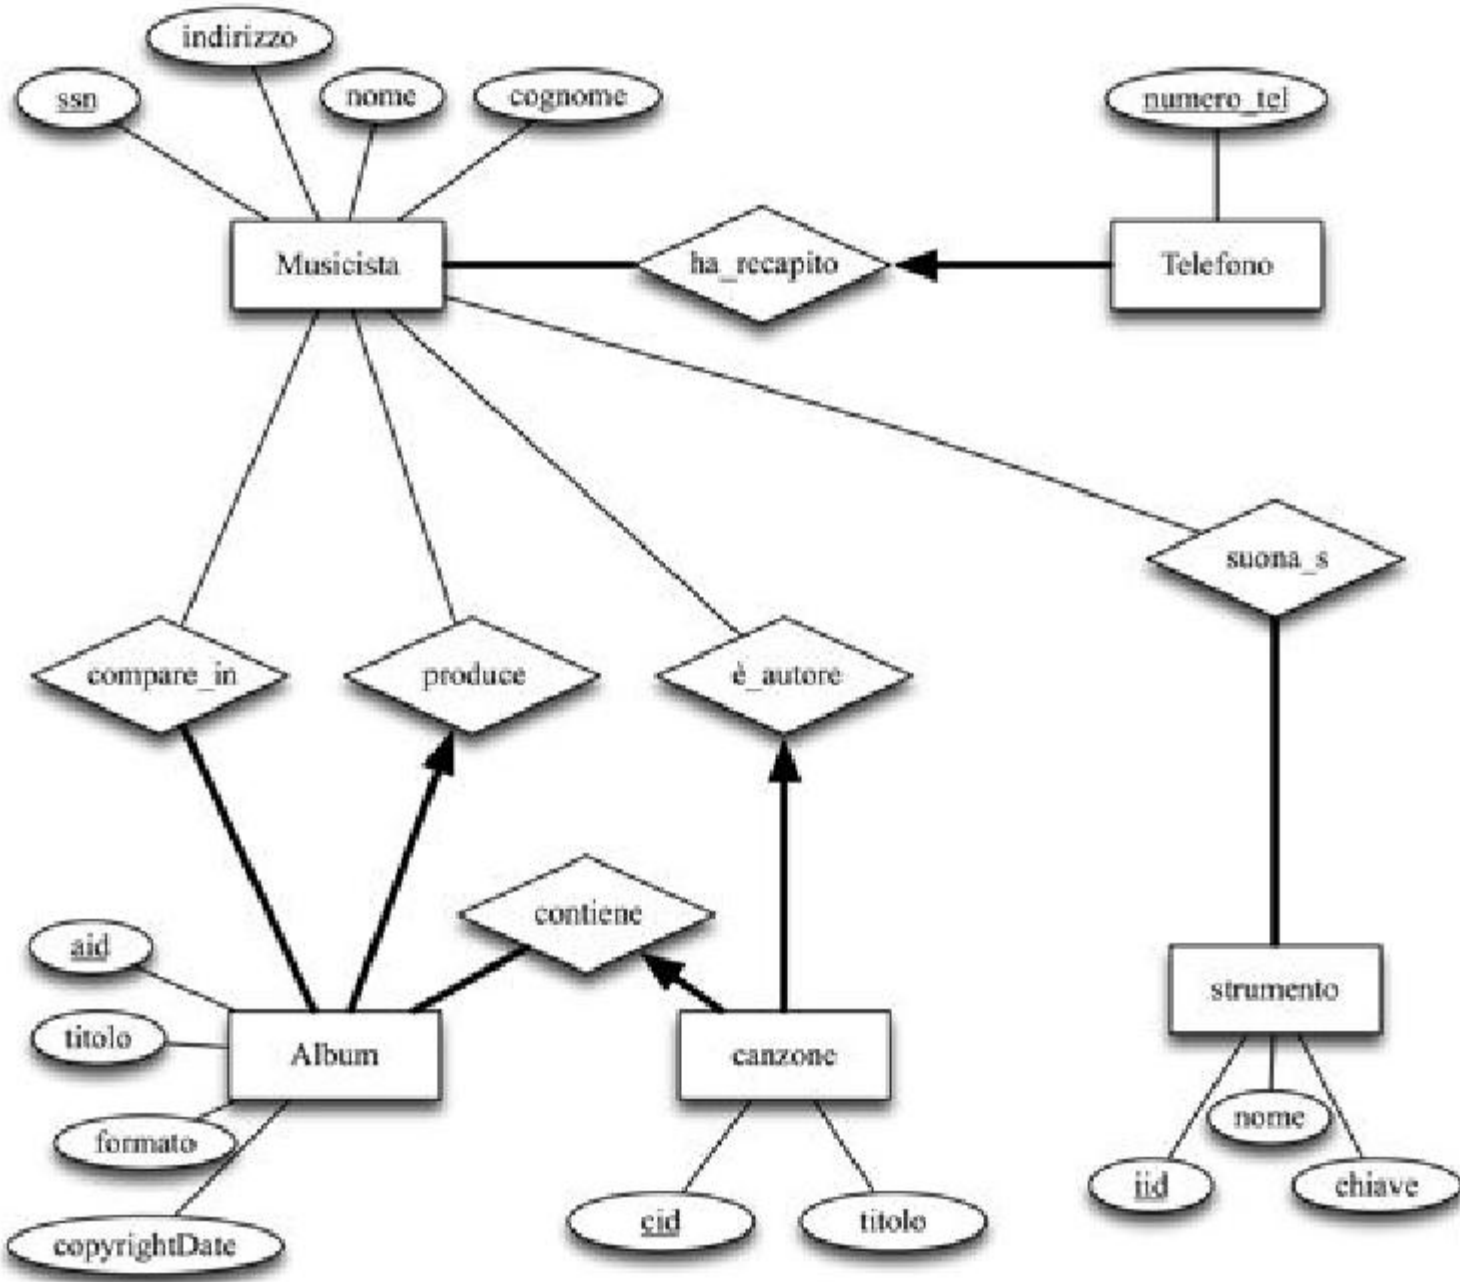 indirizzo
ssn
nome
cognome
numero_tel
Musicista
ha_recapito
Telefono
suona_s
compare_in
produce
è_autore
contiene
aid
titolo
Album
canzone
strumento
formato
nome
iid
chiave
copyrightDate
cid
titolo